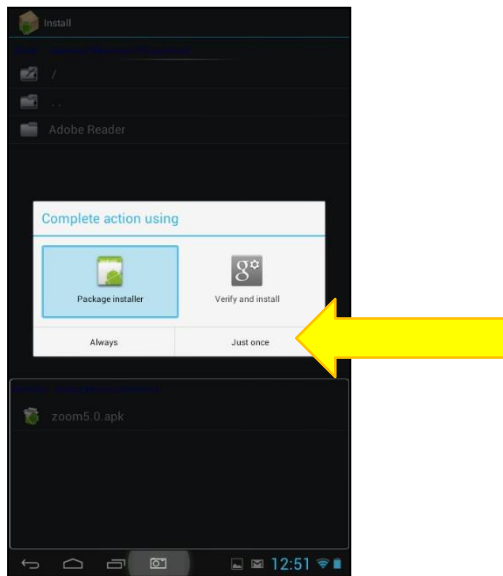 Install
/
. .
Adobe Reader
Complete action using
Package installer
Verify and install
Always
Just once
zoom5.0.apk
12:51